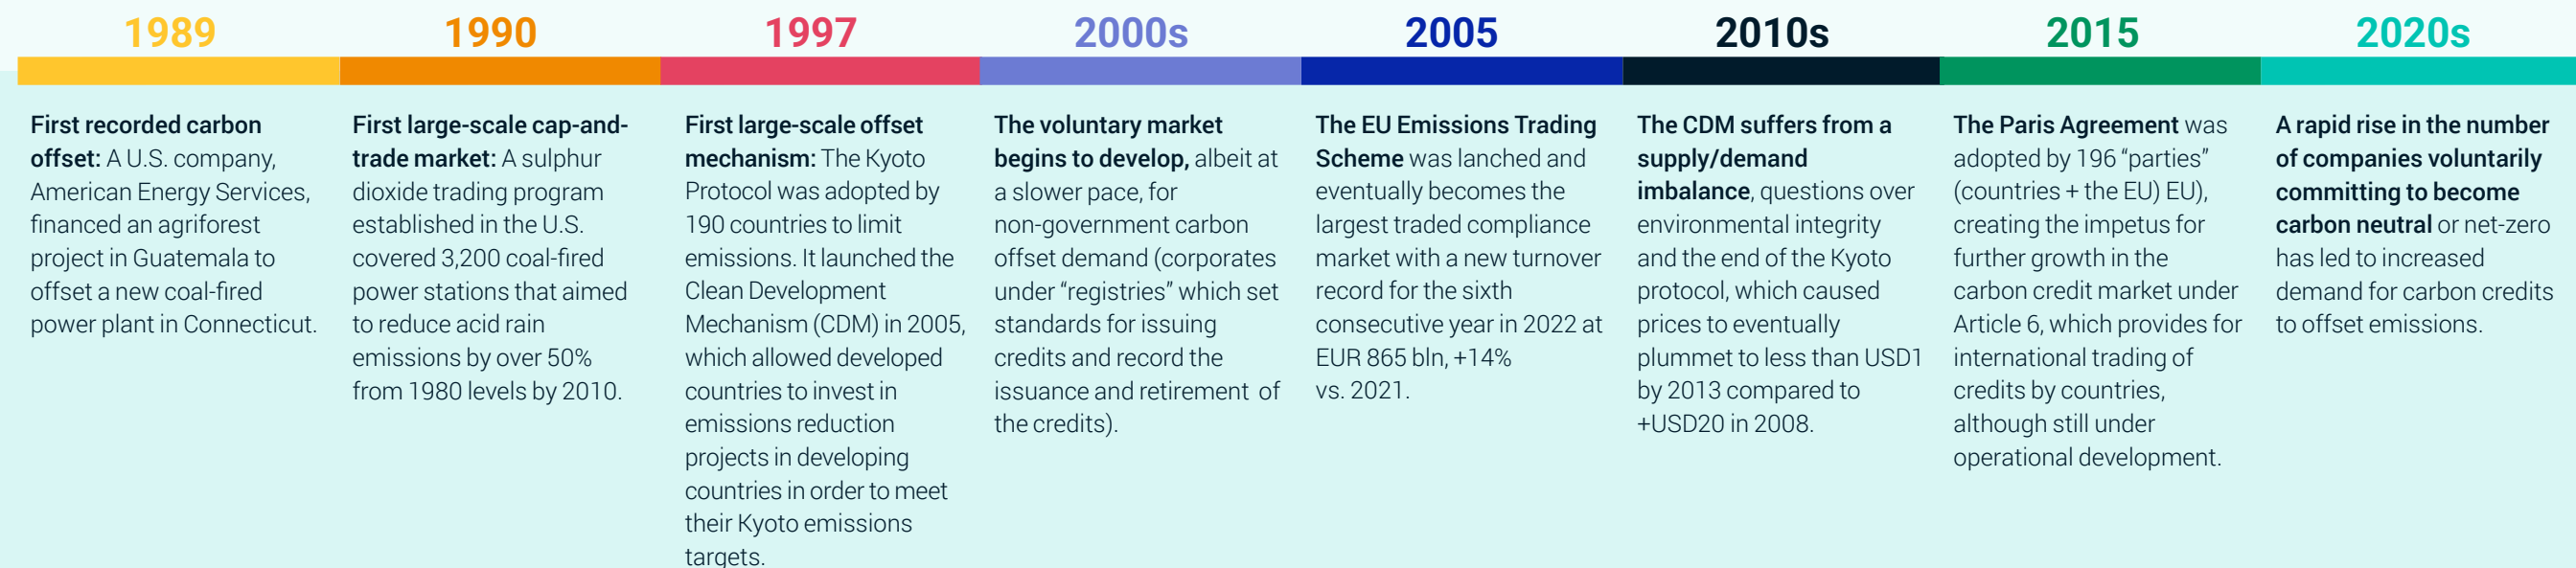 1989
First recorded carbon
offset: A U.S. company,
American Energy Services,
financed an agriforest
project in Guatemala to
offset a new coal-fired
power plant in Connecticut.
1990
First large-scale cap-and-
trade market: A sulphur
dioxide trading program
established in the U.S.
covered 3,200 coal-fired
power stations that aimed
to reduce acid rain
emissions by over 50%
from 1980 levels by 2010.
1997
First large-scale offset
mechanism: The Kyoto
Protocol was adopted by
190 countries to limit
emissions. It launched the
Clean Development
Mechanism (CDM) in 2005,
which allowed developed
countries to invest in
emissions reduction
projects in developing
countries in order to meet
their Kyoto emissions
targets.
2000s
The voluntary market
begins to develop, albeit at
a slower pace, for
non-government carbon
offset demand (corporates
under “registries” which set
standards for issuing
credits and record the
issuance and retirement of
the credits).
2005
The EU Emissions Trading
Scheme was lanched and
eventually becomes the
largest traded compliance
market with a new turnover
record for the sixth
consecutive year in 2022 at
EUR 865 bln, +14%
vs. 2021.
2010s
The CDM suffers from a
supply/demand
imbalance, questions over
environmental integrity
and the end of the Kyoto
protocol, which caused
prices to eventually
plummet to less than USD1
by 2013 compared to
+USD20 in 2008.
2015
The Paris Agreement was
adopted by 196 “parties”
(countries + the EU) EU),
creating the impetus for
further growth in the
carbon credit market under
Article 6, which provides for
international trading of
credits by countries,
although still under
operational development.
2020s
A rapid rise in the number
of companies voluntarily
committing to become
carbon neutral or net-zero
has led to increased
demand for carbon credits
to offset emissions.